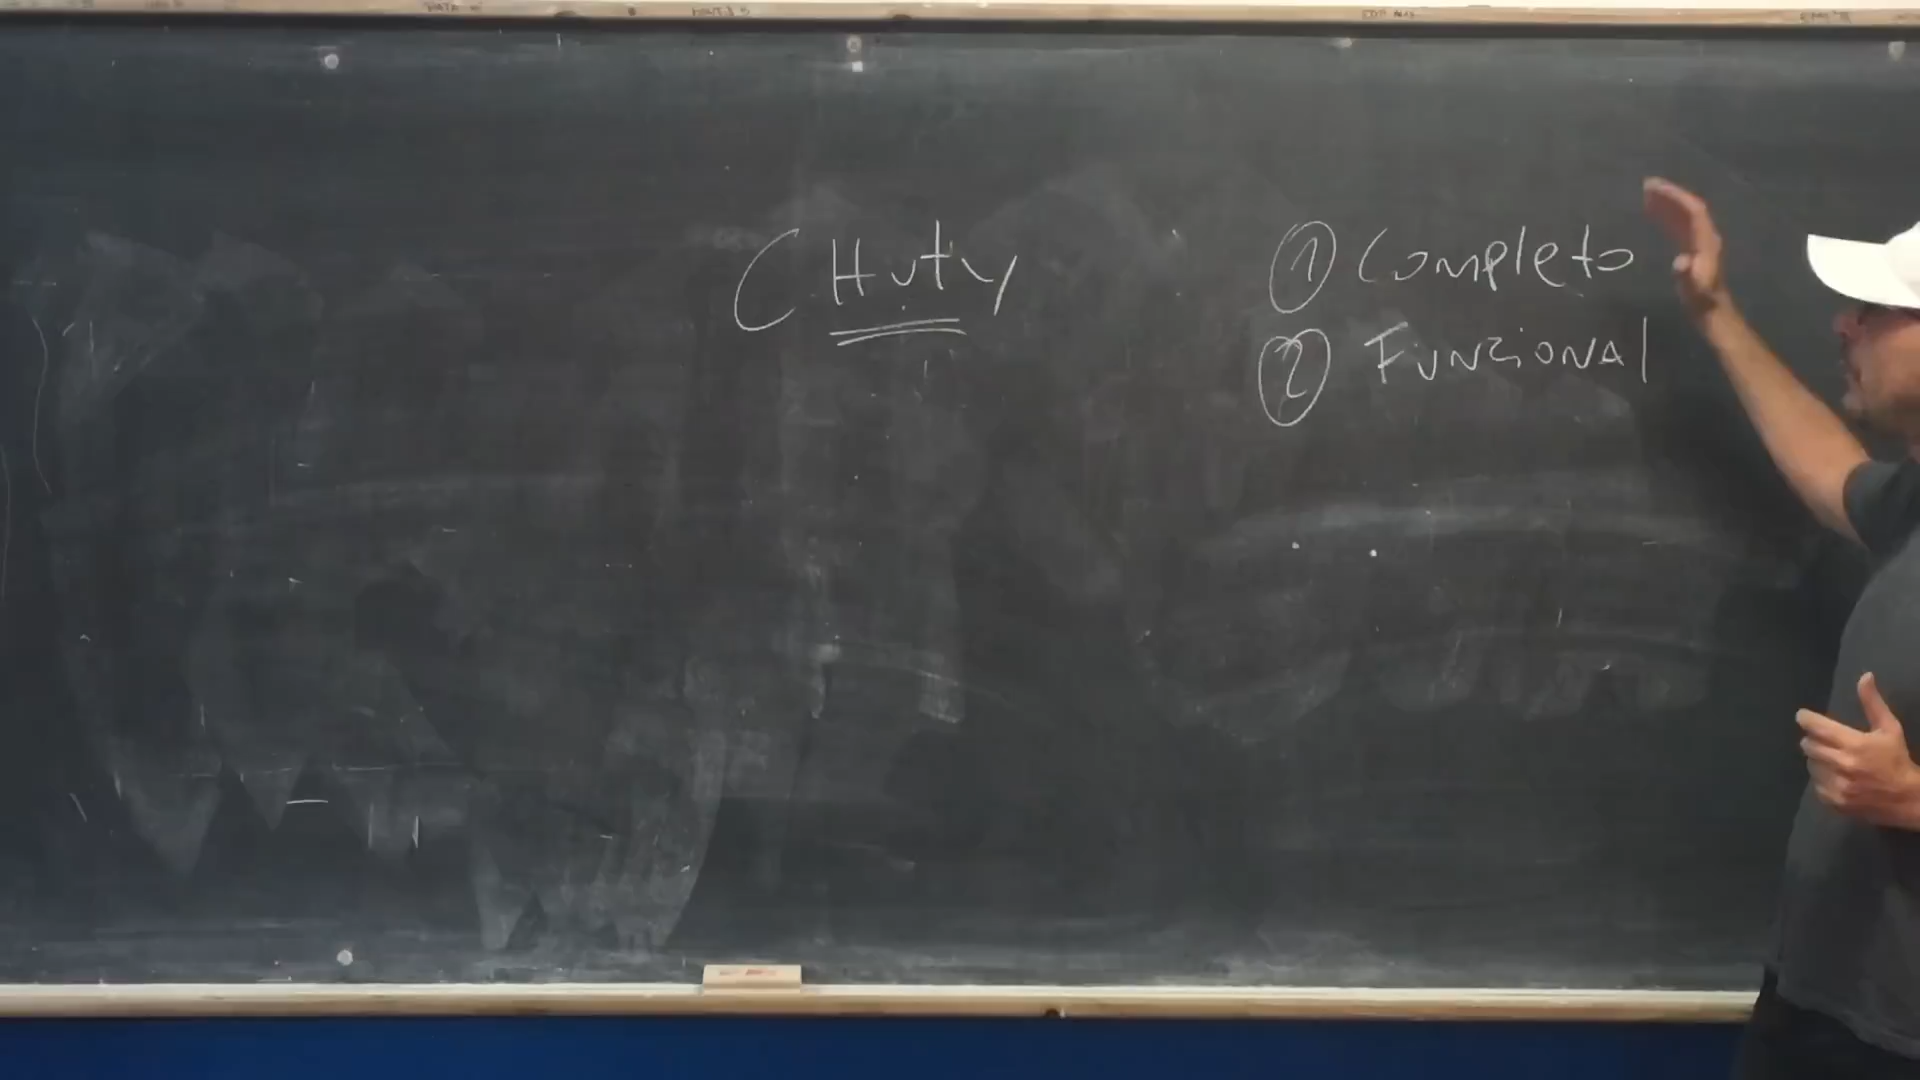 CHuty
① Completo
② Funzional